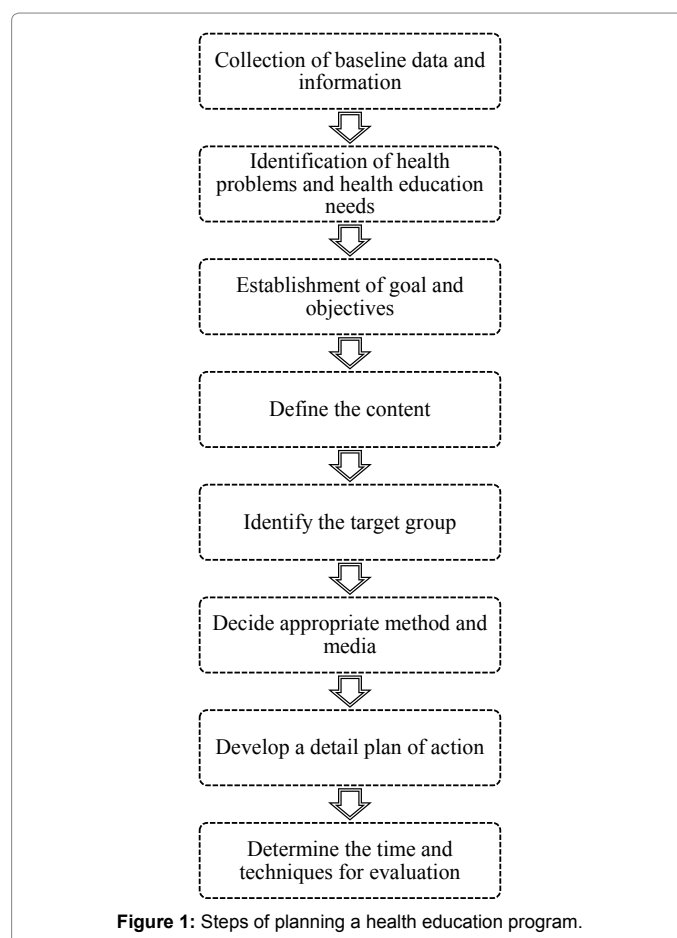 Collection of baseline data and
information
Identification of health
problems and health education
needs
Establishment of goal and
objectives
Define the content
Identify the target group
Decide appropriate method and
media
Develop a detail plan of action
Determine the time and
techniques for evaluation
Figure 1: Steps of planning a health education program.